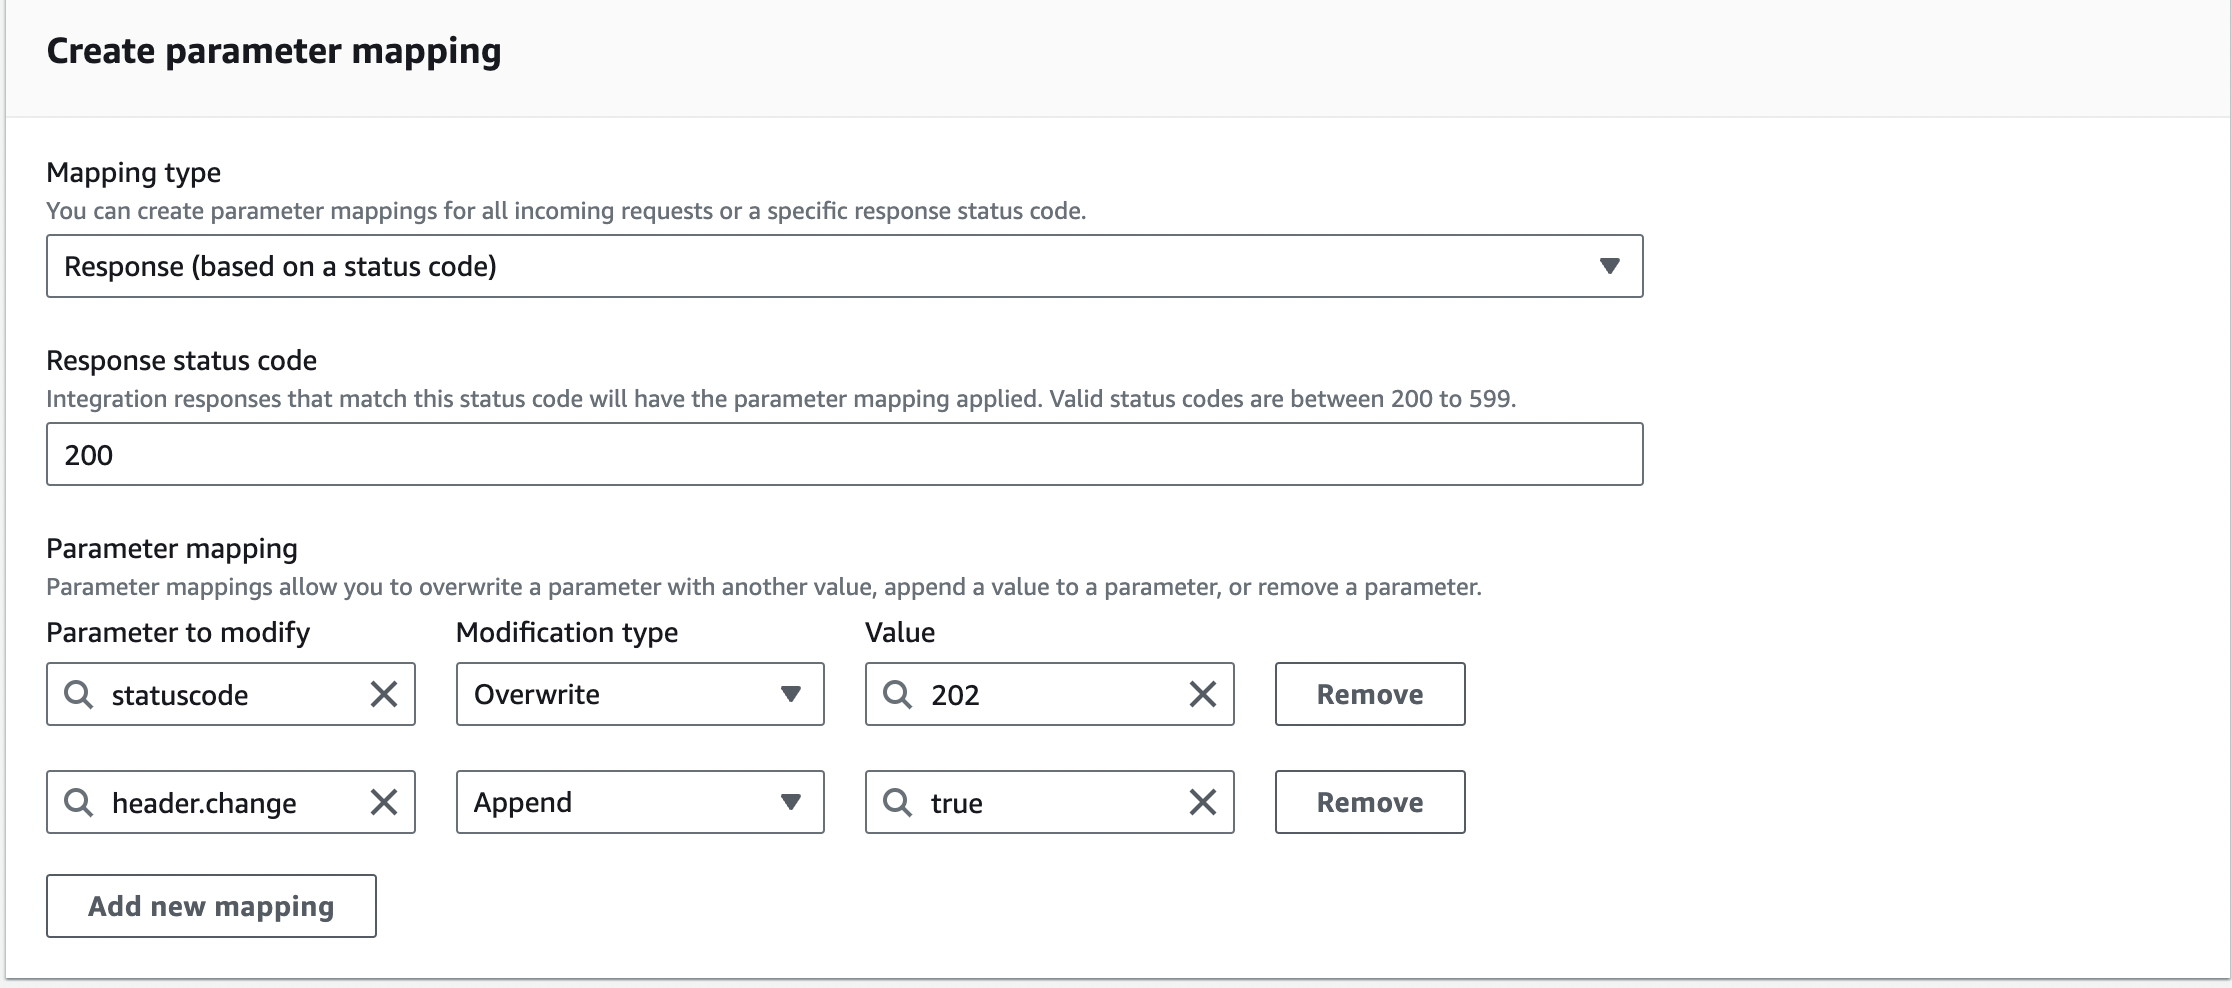 Create parameter mapping
Mapping type
You can create parameter mappings for all incoming requests or a specific response status code.
Response (based on a status code)
Response status code
Integration responses that match this status code will have the parameter mapping applied. Valid status codes are between 200 to 599.
200
Parameter mapping
Parameter mappings allow you to overwrite a parameter with another value, append a value to a parameter, or remove a parameter.
Parameter to modify Modification type Value
statuscode Overwrite 202 Remove
header.change Append true Remove
Add new mapping